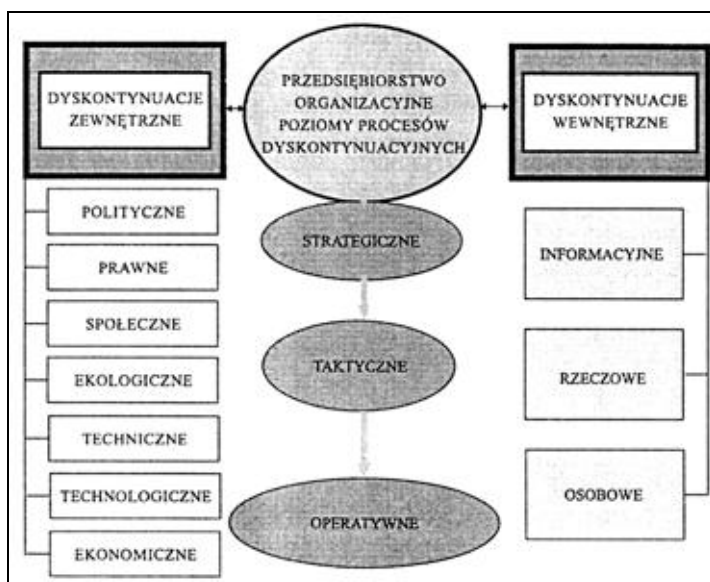 DYSKONTYNUACJE
ZEWNĘTRZNE
PRZEDSIĘBIORSTWO
ORGANIZACYJNE
POZIOMY PROCESÓW
DYSKONTYNUACYJNYCH
DYSKONTYNUACJE
WEWNĘTRZNE
POLITYCZNE
PRAWNE
SPOŁECZNE
EKOLOGICZNE
TECHNICZNE
TECHNOLOGICZNE
EKONOMICZNE
STRATEGICZNE
TAKTYCZNE
OPERATYWNE
INFORMACYJNE
RZECZOWE
OSOBOWE